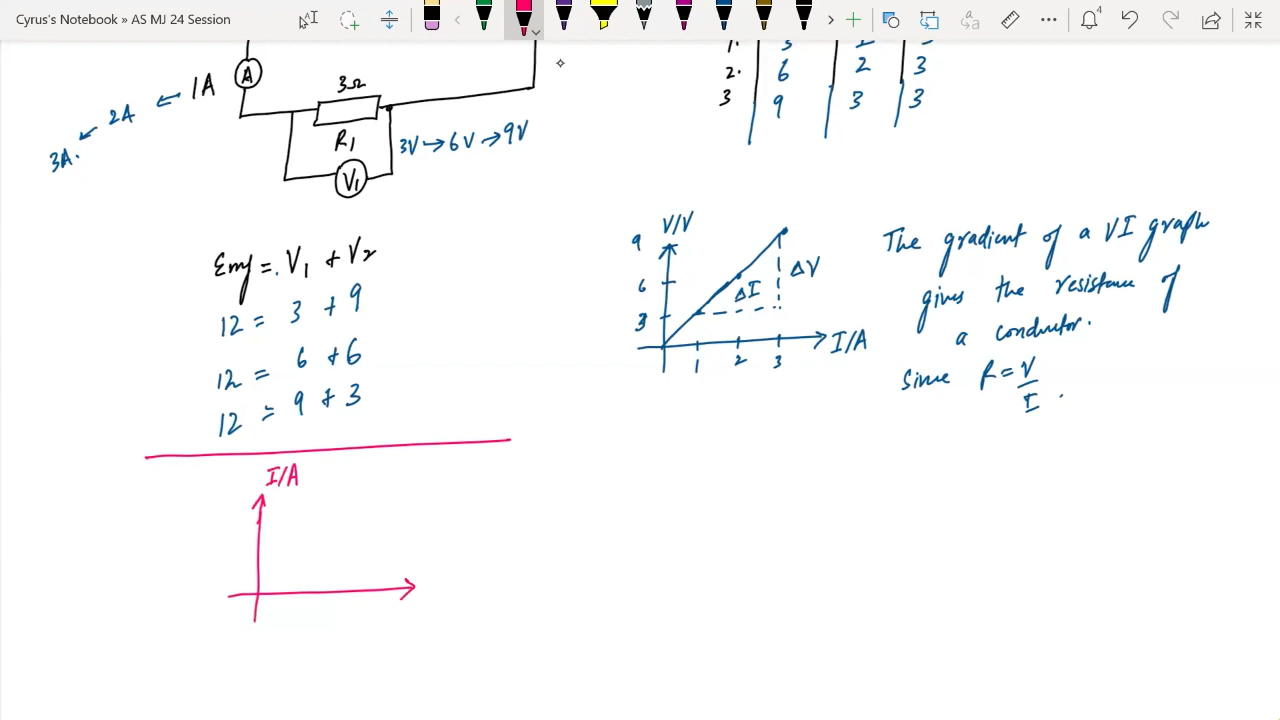 Cyrus's Notebook » AS MJ 24 Session
4
A
1A
2A
3A.
3Ω
R1
V1
3V → 6V → 9V
2. 6 2 3
3 9 3 3
Emf = V1 + V2
12 = 3 + 9
12 = 6 + 6
12 = 9 + 3
V/V
9
6
3
ΔI
ΔV
1 2 3
I/A
The gradient of a VI graph
gives the resistance of
a conductor.
Since R = V
I .
I/A